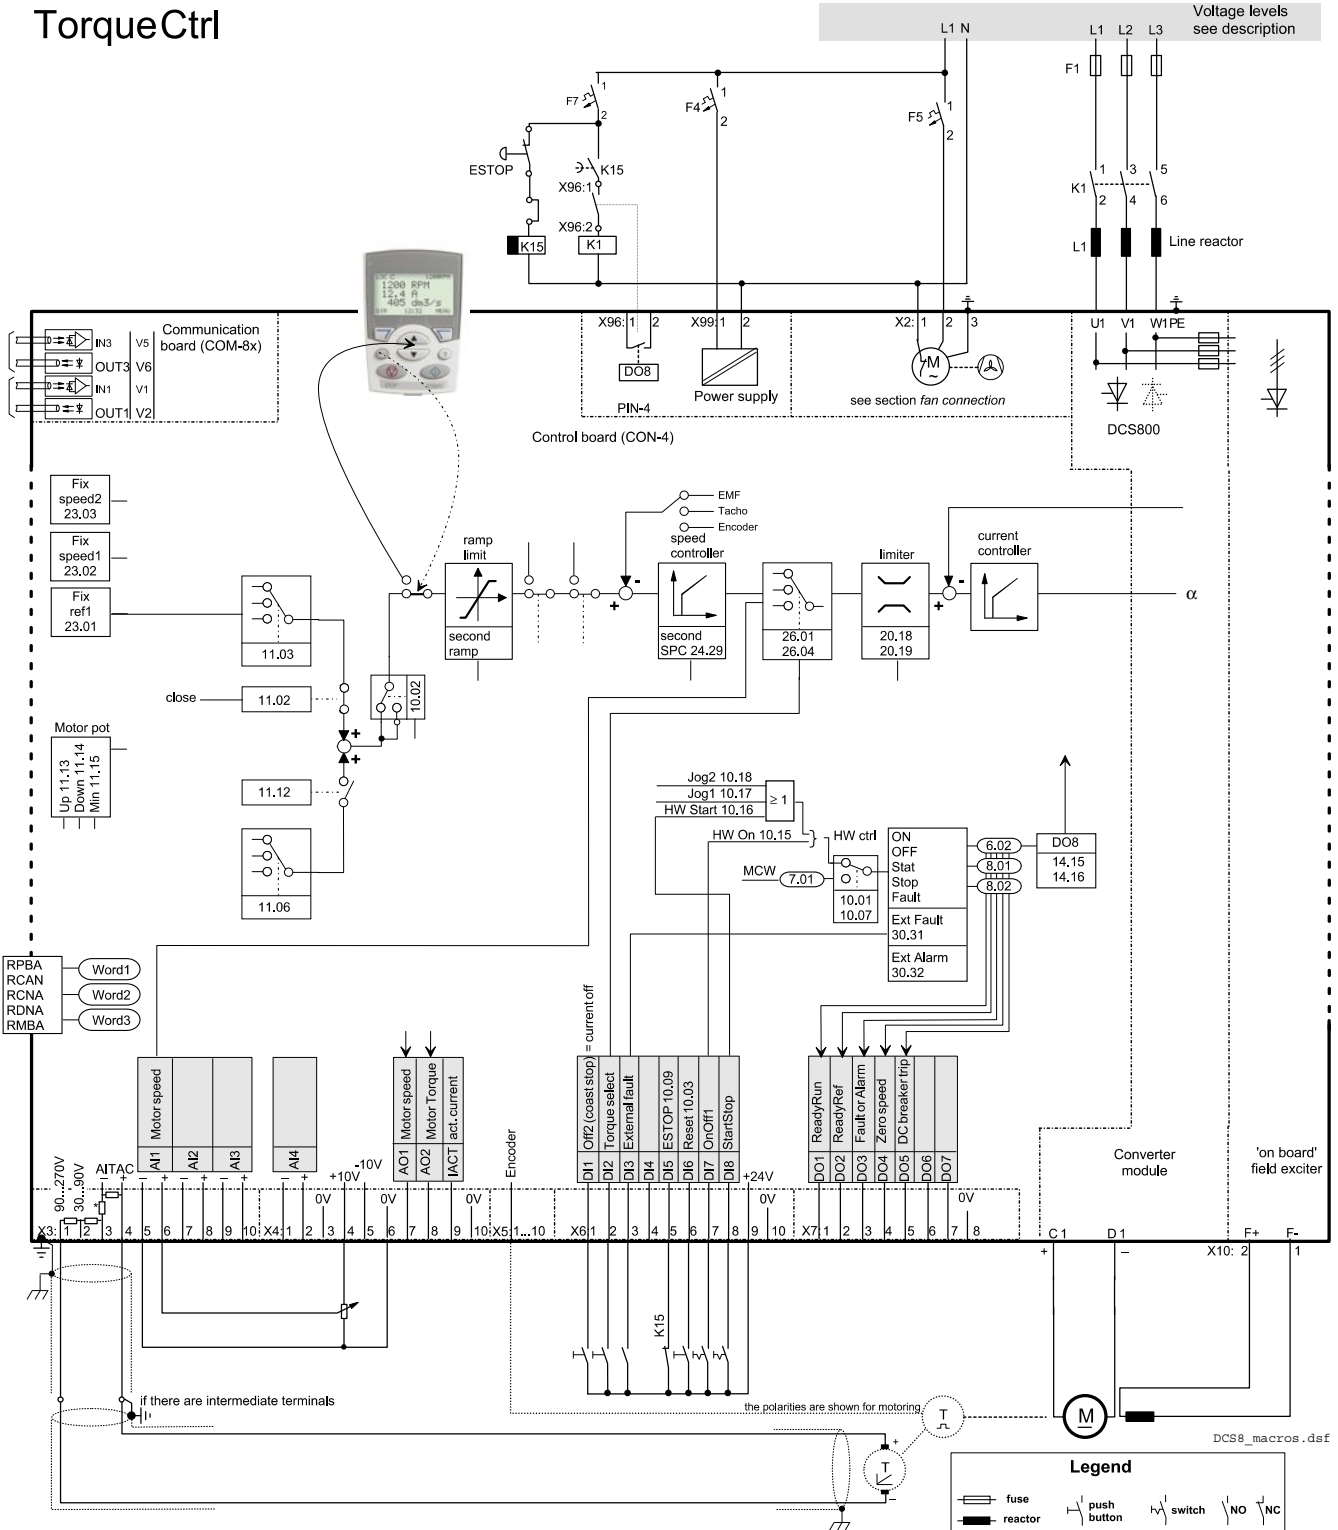 TorqueCtrl
Voltage levels
see description
L1 N
L1 L2 L3
F1
F7
1
2
F4
1
2
F5
1
2
ESTOP
K15
X96:1
X96:2
K15
K1
K1
1 3 5
2 4 6
L1
Line reactor
1200 RPM
12.4 A
405 dm3/s
DIR 12:32 MENU
Communication
board (COM-8x)
IN3 V5
OUT3 V6
IN1 V1
OUT1 V2
X96: 1 2
X99: 1 2
X2: 1 2 3
U1 V1 W1 PE
DO8
PIN-4
Power supply
M
~
see section fan connection
DCS800
Control board (CON-4)
Fix
speed2
23.03
Fix
speed1
23.02
Fix
ref1
23.01
EMF
Tacho
Encoder
ramp
limit
speed
controller
limiter
current
controller
-
+
-
+
α
second
ramp
second
SPC 24.29
26.01
26.04
20.18
20.19
11.03
close
11.02
10.02
+
+
Motor pot
Up 11.13
Down 11.14
Min 11.15
11.12
11.06
Jog2 10.18
Jog1 10.17
HW Start 10.16
≥ 1
HW On 10.15
}
HW ctrl
MCW
7.01
10.01
10.07
ON
OFF
Stat
Stop
Fault
Ext Fault
30.31
Ext Alarm
30.32
6.02
8.01
8.02
DO8
14.15
14.16
RPBA
RCAN
RCNA
RDNA
RMBA
Word1
Word2
Word3
90...270V
30...90V
AITAC
− +
*
AI1 Motor speed
AI2
AI3
AI4
− + − + − +
− +
0V
+10V
-10V
0V
AO1 Motor speed
AO2 Motor Torque
IACT act. current
0V
Encoder
DI1 Off2 (coast stop) = current off
DI2 Torque select
DI3 External fault
DI4
DI5 ESTOP 10.09
DI6 Reset 10.03
DI7 OnOff1
DI8 StartStop
+24V
0V
DO1 ReadyRun
DO2 ReadyRef
DO3 Fault or Alarm
DO4 Zero speed
DO5 DC breaker trip
DO6
DO7
0V
Converter
module
'on board'
field exciter
X3: 1 2 3 4 5 6 7 8 9 10
X4: 1 2 3 4 5 6 7 8 9 10
X5: 1...10
X6: 1 2 3 4 5 6 7 8 9 10
X7: 1 2 3 4 5 6 7 8
C 1
D 1
F+
F-
+
−
X10: 2 1
K15
if there are intermediate terminals
the polarities are shown for motoring
T
T
+
−
M
DCS8_macros.dsf
Legend
fuse
reactor
push
button
switch
NO
NC